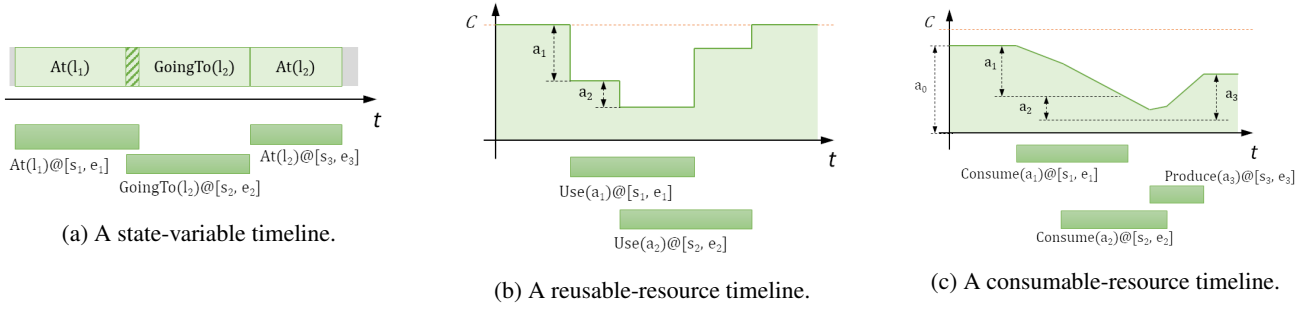 At(l₁) GoingTo(l₂) At(l₂)
t
At(l₁)@[s₁, e₁]
At(l₂)@[s₃, e₃]
GoingTo(l₂)@[s₂, e₂]
(a) A state-variable timeline.
C
a₁
a₂
t
Use(a₁)@[s₁, e₁]
Use(a₂)@[s₂, e₂]
(b) A reusable-resource timeline.
C
a₁
a₀
a₂
a₃
t
Consume(a₁)@[s₁, e₁]
Produce(a₃)@[s₃, e₃]
Consume(a₂)@[s₂, e₂]
(c) A consumable-resource timeline.